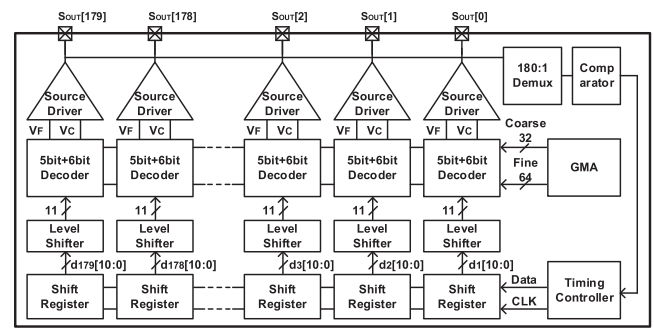 SOUT[179] SOUT[178] SOUT[2] SOUT[1] SOUT[0]
180:1 Demux
Comp arator
Source Driver
Source Driver
Source Driver
Source Driver
Source Driver
VF VC
VF VC
VF VC
VF VC
VF VC
Coarse
32
Fine
64
5bit+6bit Decoder
5bit+6bit Decoder
5bit+6bit Decoder
5bit+6bit Decoder
5bit+6bit Decoder
GMA
11
11
11
11
11
Level Shifter
Level Shifter
Level Shifter
Level Shifter
Level Shifter
d179[10:0] d178[10:0] d3[10:0] d2[10:0] d1[10:0]
Shift Register
Shift Register
Shift Register
Shift Register
Shift Register
Data
CLK
Timing Controller